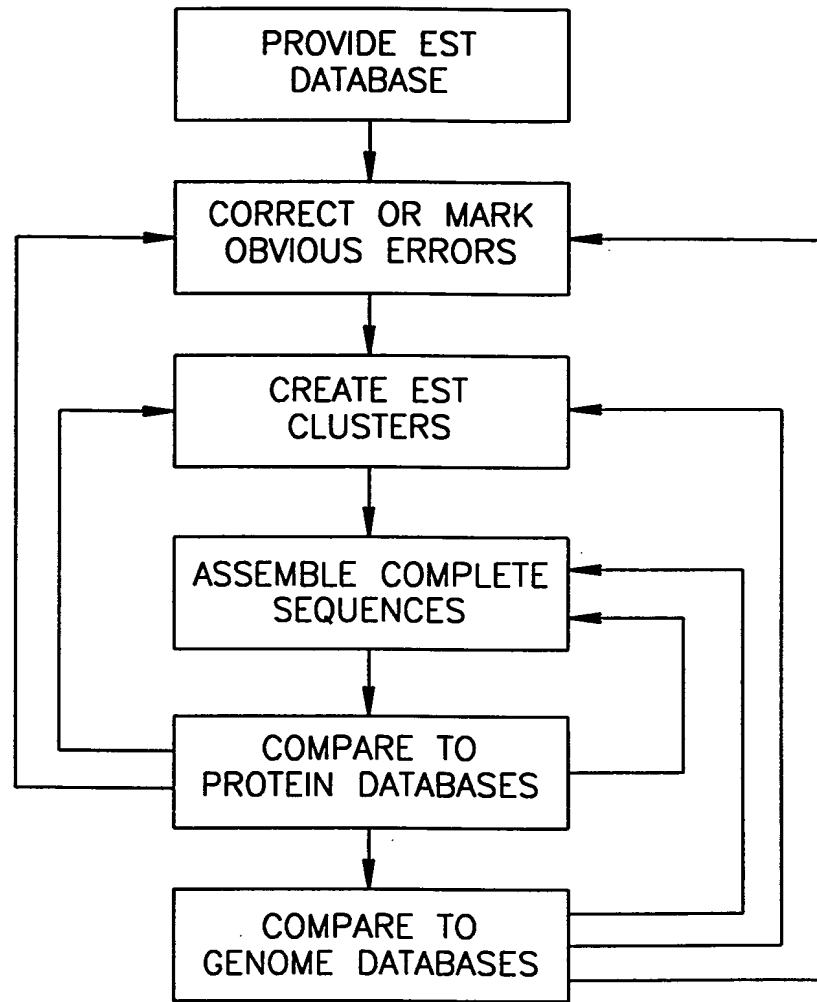 PROVIDE EST
DATABASE
CORRECT OR MARK
OBVIOUS ERRORS
CREATE EST
CLUSTERS
ASSEMBLE COMPLETE
SEQUENCES
COMPARE TO
PROTEIN DATABASES
COMPARE TO
GENOME DATABASES